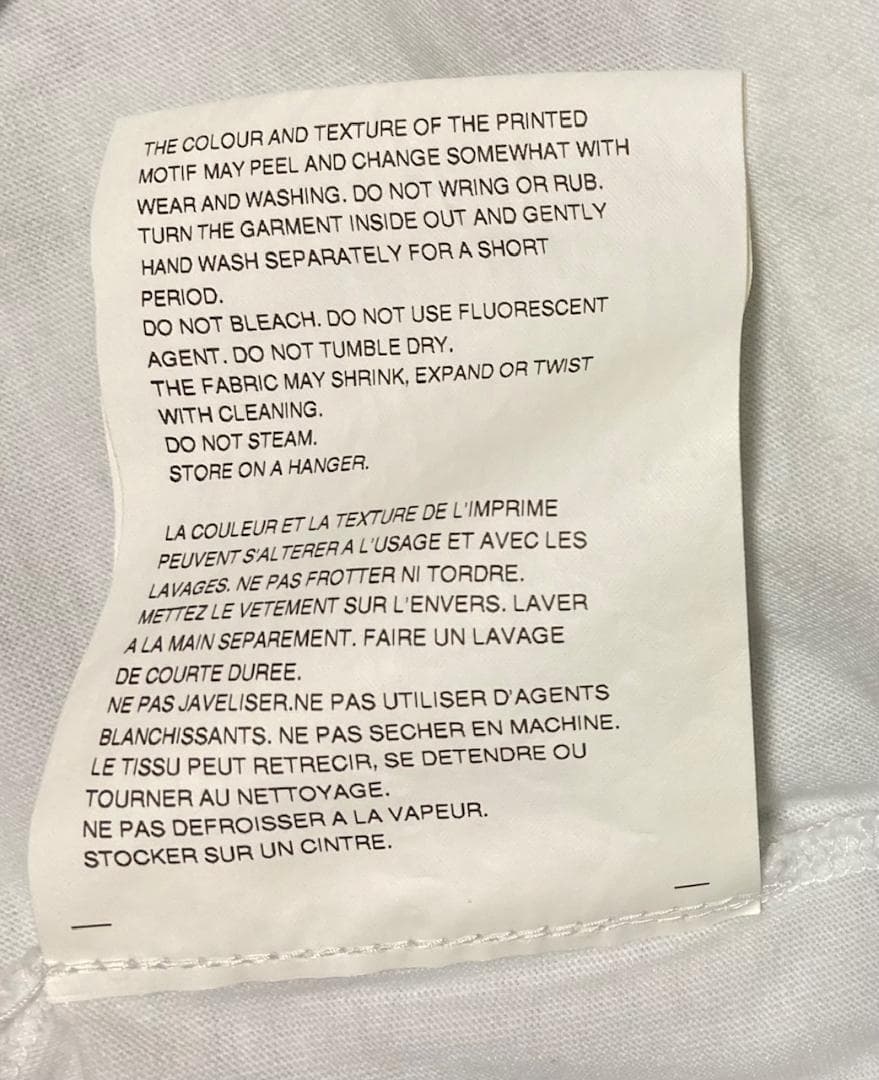 THE COLOUR AND TEXTURE OF THE PRINTED
MOTIF MAY PEEL AND CHANGE SOMEWHAT WITH
WEAR AND WASHING. DO NOT WRING OR RUB.
TURN THE GARMENT INSIDE OUT AND GENTLY
HAND WASH SEPARATELY FOR A SHORT
PERIOD.
DO NOT BLEACH. DO NOT USE FLUORESCENT
AGENT. DO NOT TUMBLE DRY.
THE FABRIC MAY SHRINK, EXPAND OR TWIST
WITH CLEANING.
DO NOT STEAM.
STORE ON A HANGER.
LA COULEUR ET LA TEXTURE DE L'IMPRIME
PEUVENT S'ALTERER A L'USAGE ET AVEC LES
LAVAGES. NE PAS FROTTER NI TORDRE.
METTEZ LE VETEMENT SUR L'ENVERS. LAVER
A LA MAIN SEPAREMENT. FAIRE UN LAVAGE
DE COURTE DUREE.
NE PAS JAVELISER.NE PAS UTILISER D'AGENTS
BLANCHISSANTS. NE PAS SECHER EN MACHINE.
LE TISSU PEUT RETRECIR, SE DETENDRE OU
TOURNER AU NETTOYAGE.
NE PAS DEFROISSER A LA VAPEUR.
STOCKER SUR UN CINTRE.